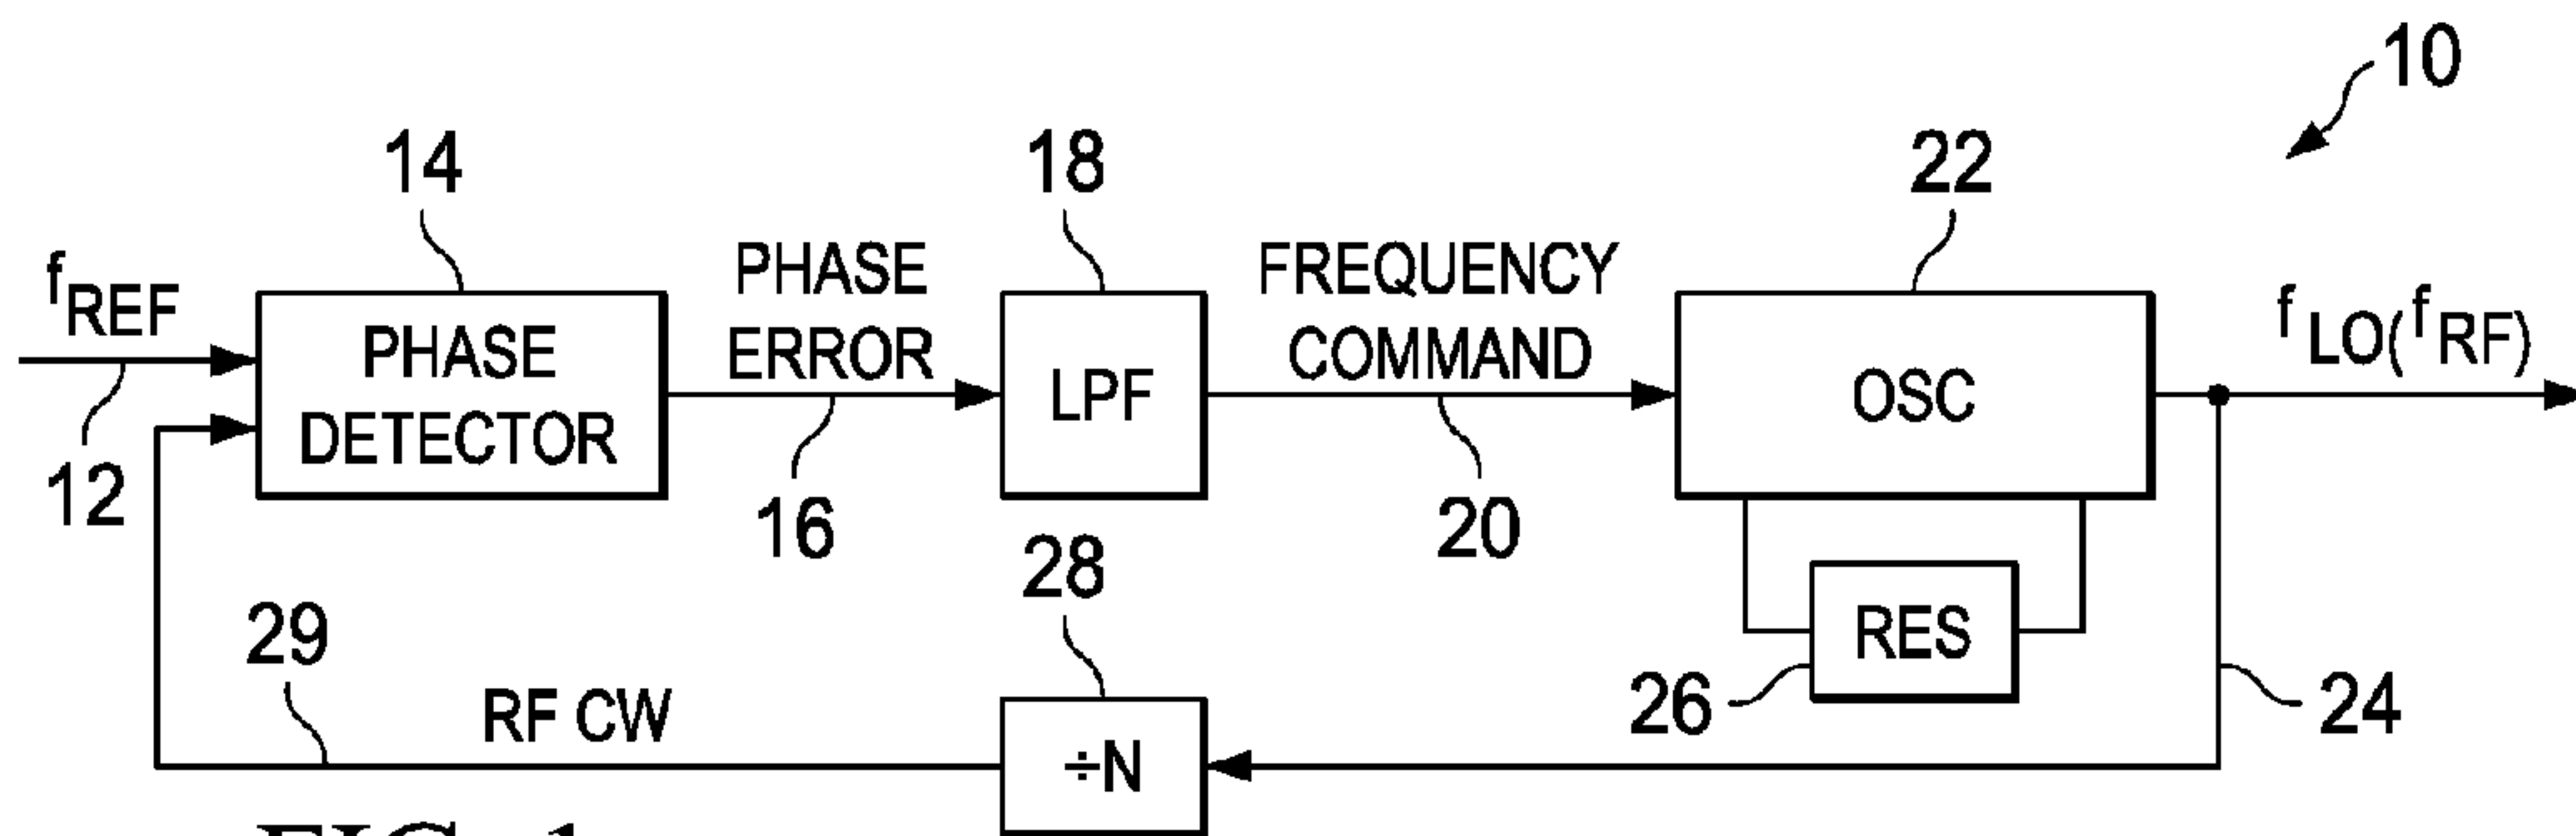 10
14
18
22
fREF
PHASE
DETECTOR
PHASE
ERROR
LPF
FREQUENCY
COMMAND
OSC
fLO(fRF)
12
16
20
28
RES
26
24
29
RF CW
÷N